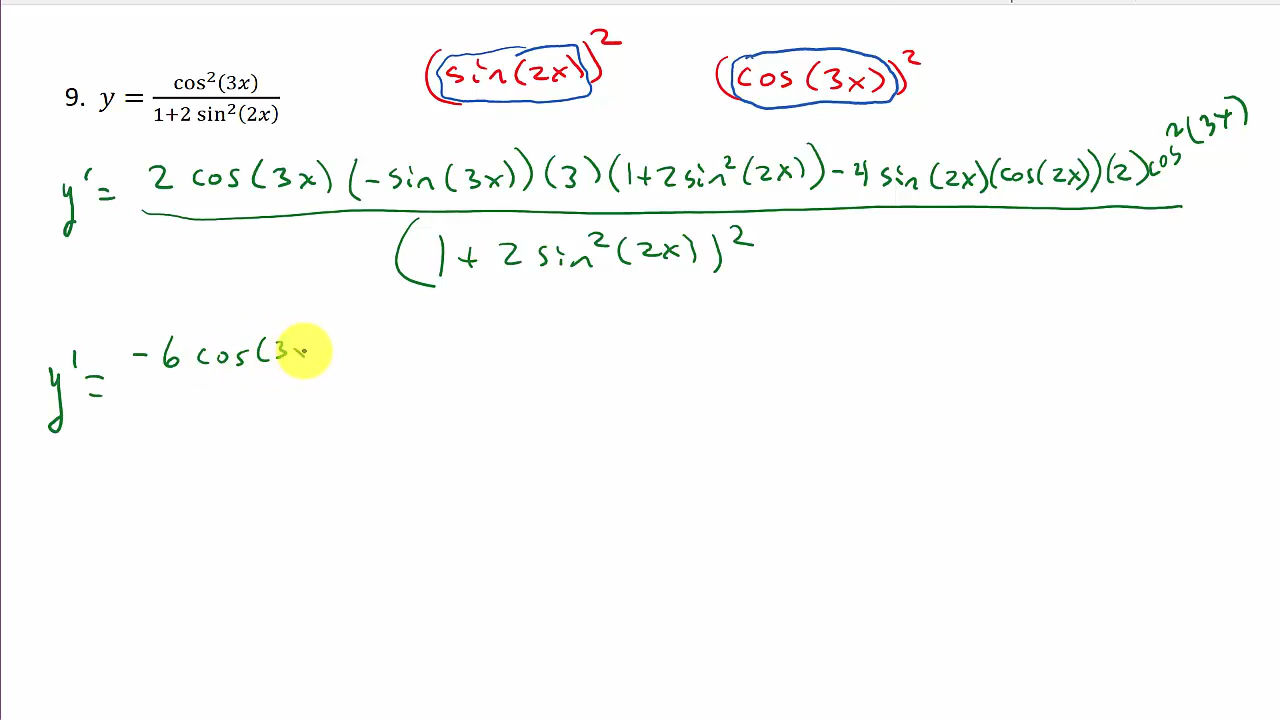 (sin(2x))² (cos(3x))²
9. y = cos²(3x) / 1+2 sin²(2x)
y' = 2 cos(3x)(-sin(3x))(3)(1+2sin²(2x)) - 4 sin(2x)(cos(2x))(2)cos²(3x) / (1+2 sin²(2x))²
y' = -6 cos(3x